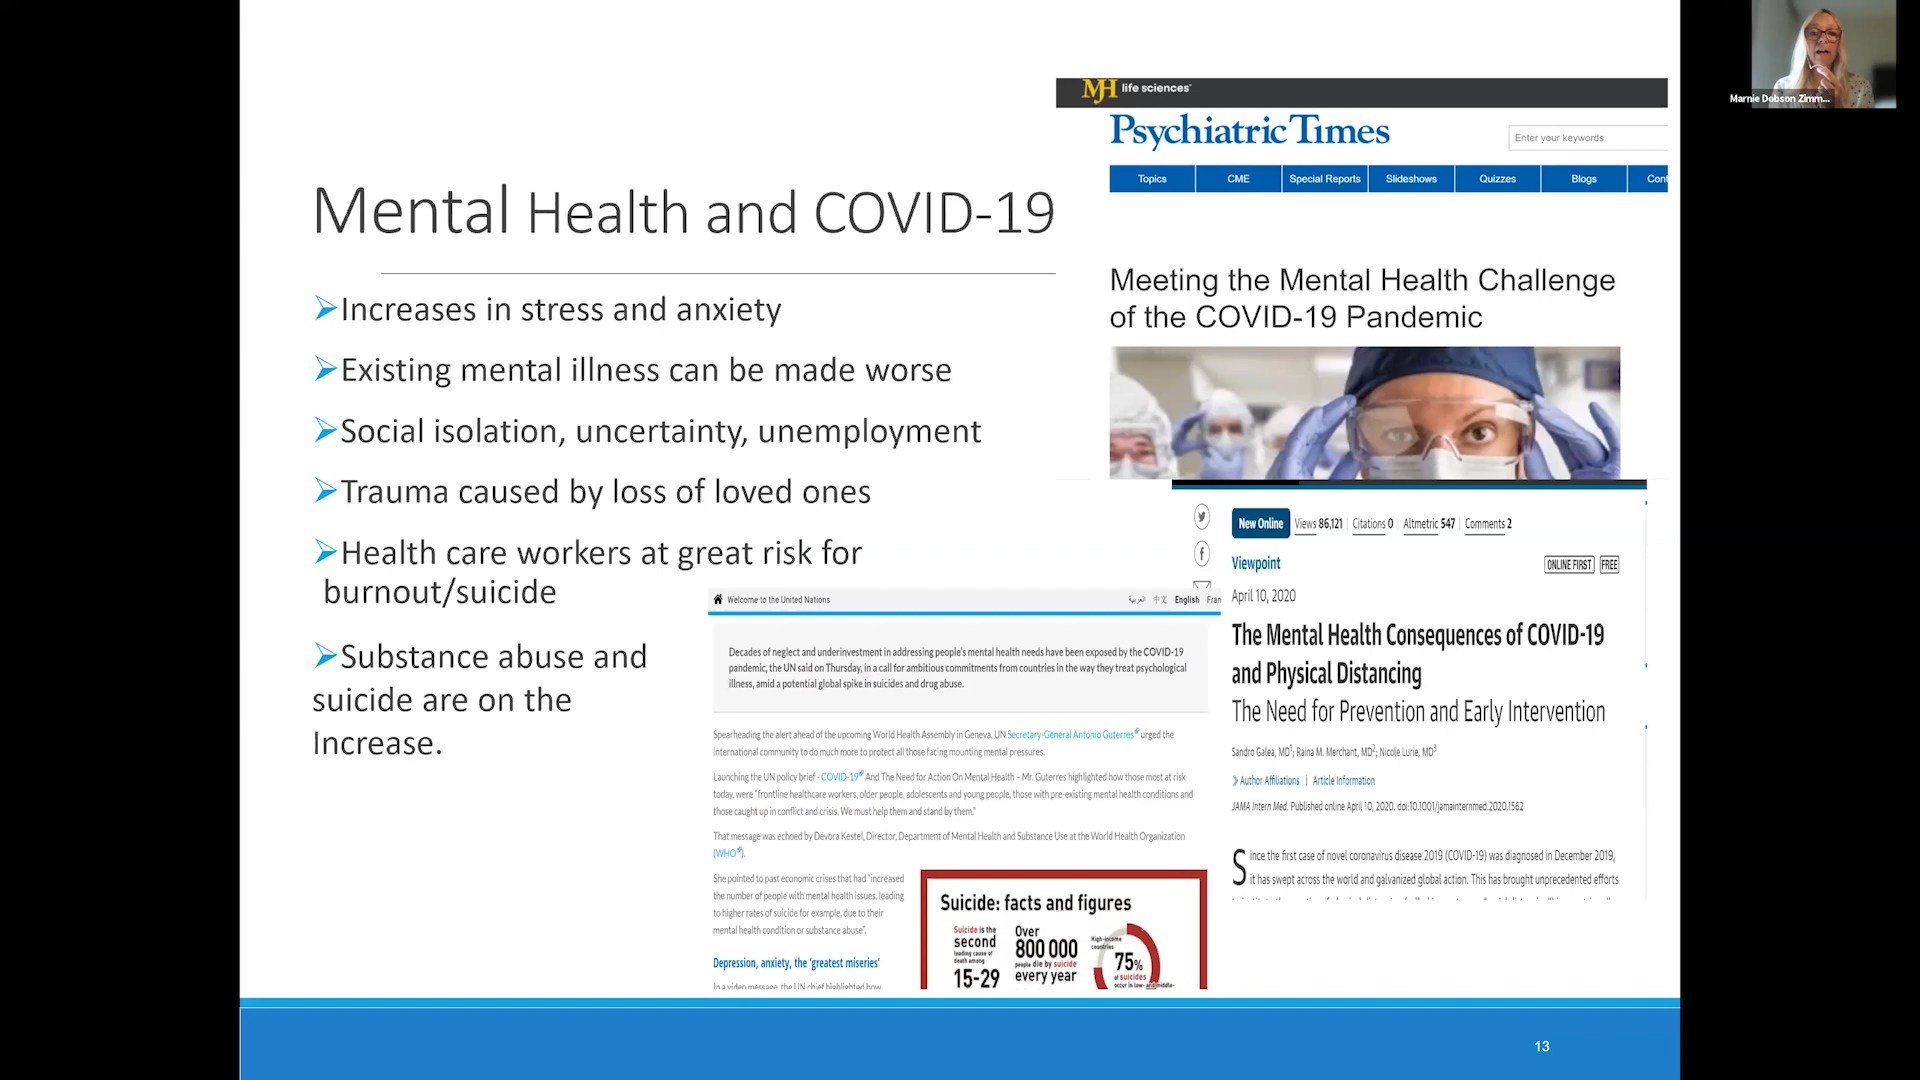 Marnie Dobson Zimm...
Mental Health and COVID-19
➢Increases in stress and anxiety
➢Existing mental illness can be made worse
➢Social isolation, uncertainty, unemployment
➢Trauma caused by loss of loved ones
➢Health care workers at great risk for
burnout/suicide
➢Substance abuse and
suicide are on the
Increase.
MH life sciences
Psychiatric Times
Enter your keywords
Topics CME Special Reports Slideshows Quizzes Blogs Cont
Meeting the Mental Health Challenge
of the COVID-19 Pandemic
New Online Views 86,121 | Citations 0 | Altmetric 547 | Comments 2
Viewpoint
ONLINE FIRST FREE
April 10, 2020
The Mental Health Consequences of COVID-19
and Physical Distancing
The Need for Prevention and Early Intervention
Sandro Galea, MD1; Raina M. Merchant, MD2; Nicole Lurie, MD3
Author Affiliations | Article Information
JAMA Intern Med. Published online April 10, 2020. doi:10.1001/jamainternmed.2020.1562
Since the first case of novel coronavirus disease 2019 (COVID-19) was diagnosed in December 2019,
it has swept across the world and galvanized global action. This has brought unprecedented efforts
Welcome to the United Nations
العربية 中文 English Fran
Decades of neglect and underinvestment in addressing people's mental health needs have been exposed by the COVID-19
pandemic, the UN said on Thursday, in a call for ambitious commitments from countries in the way they treat psychological
illness, amid a potential global spike in suicides and drug abuse.
Spearheading the alert ahead of the upcoming World Health Assembly in Geneva, UN Secretary-General António Guterres urged the
international community to do much more to protect all those facing mounting mental pressures.
Launching the UN policy brief - COVID-19 And The Need for Action On Mental Health – Mr. Guterres highlighted how those most at risk
today, were "frontline healthcare workers, older people, adolescents and young people, those with pre-existing mental health conditions and
those caught up in conflict and crisis. We must help them and stand by them."
That message was echoed by Dévora Kestel, Director, Department of Mental Health and Substance Use at the World Health Organization
(WHO).
She pointed to past economic crises that had "increased
the number of people with mental health issues, leading
to higher rates of suicide for example, due to their
mental health condition or substance abuse".
Depression, anxiety, the 'greatest miseries'
In a video message, the UN chief highlighted how
Suicide: facts and figures
Suicide is the
second
leading cause of
death among
15-29
Over
800 000
people die by suicide
every year
High-income
countries
75%
of suicides
occur in low- and middle-
13